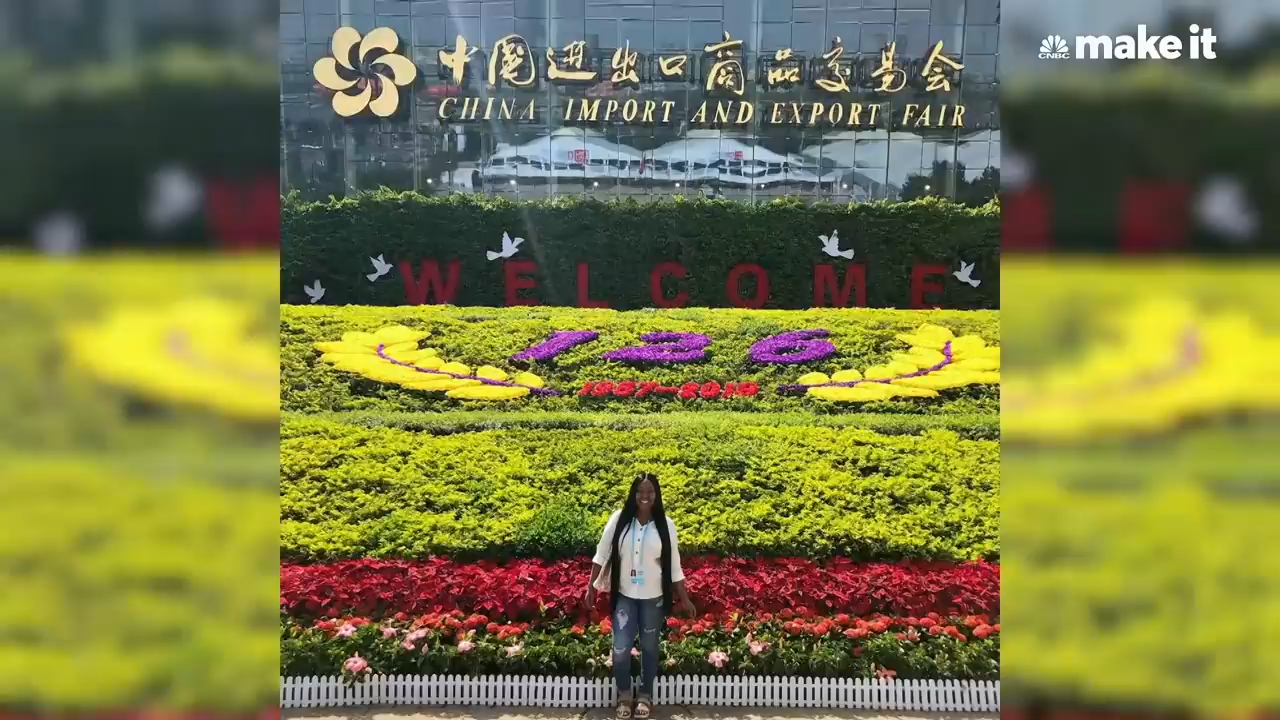 CNBC make it
中国进出口商品交易会
CHINA IMPORT AND EXPORT FAIR
WELCOME
126
1957-2019